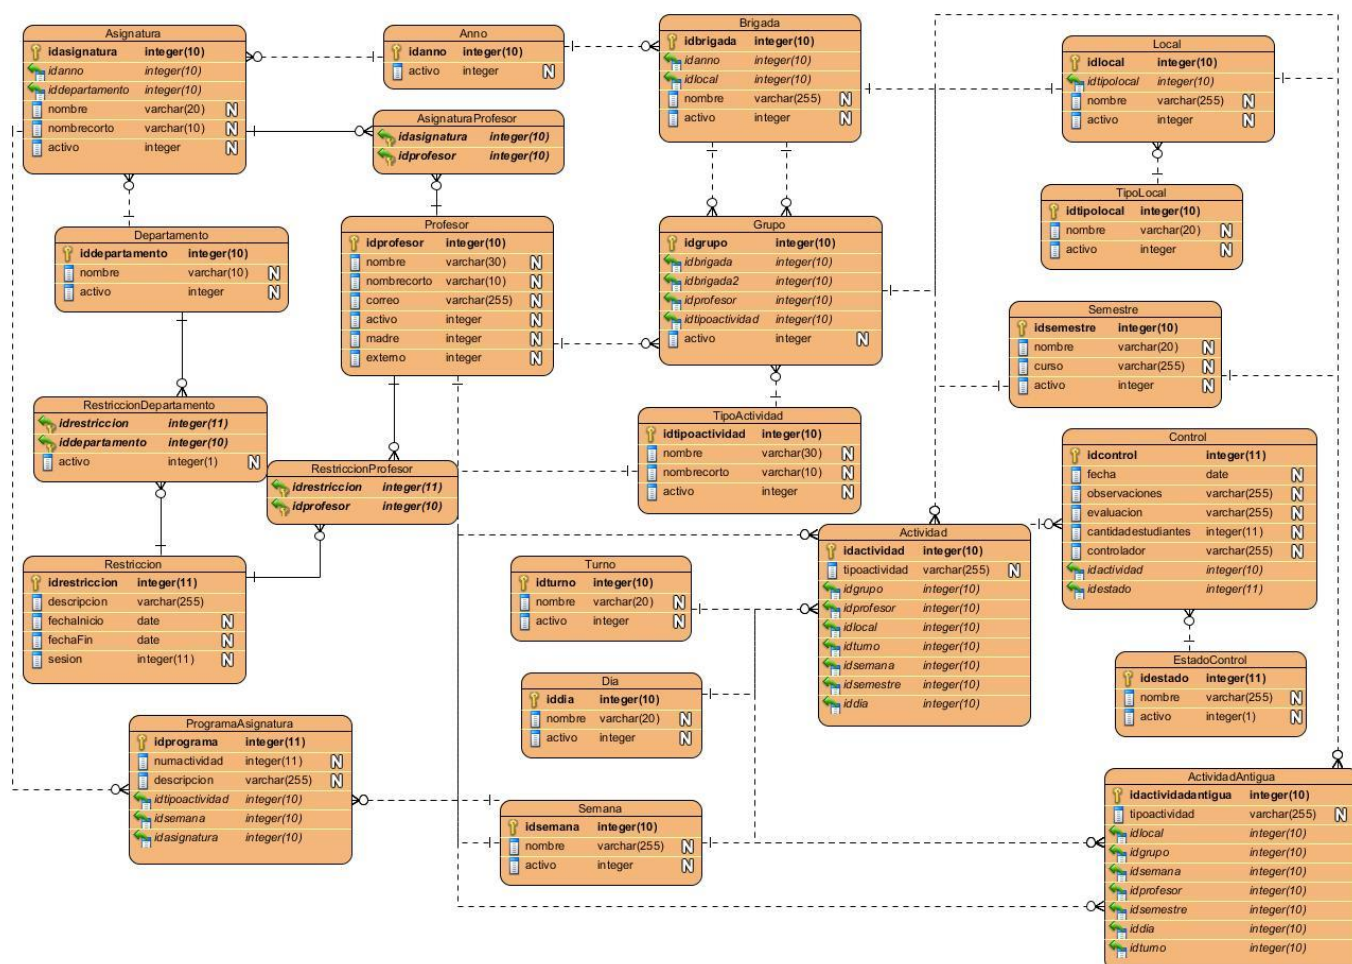 Asignatura
idasignatura integer(10)
idanno integer(10)
iddepartamento integer(10)
nombre varchar(20) N
nombrecorto varchar(10) N
activo integer N
Anno
idanno integer(10)
activo integer N
AsignaturaProfesor
idasignatura integer(10)
idprofesor integer(10)
Brigada
idbrigada integer(10)
idanno integer(10)
idlocal integer(10)
nombre varchar(255) N
activo integer N
Local
idlocal integer(10)
idtipolocal integer(10)
nombre varchar(255) N
activo integer N
TipoLocal
idtipolocal integer(10)
nombre varchar(20) N
activo integer N
Departamento
iddepartamento integer(10)
nombre varchar(10) N
activo integer N
Profesor
idprofesor integer(10)
nombre varchar(30) N
nombrecorto varchar(10) N
correo varchar(255) N
activo integer N
madre integer N
externo integer N
Grupo
idgrupo integer(10)
idbrigada integer(10)
idbrigada2 integer(10)
idprofesor integer(10)
idtipoactividad integer(10)
activo integer N
Semestre
idsemestre integer(10)
nombre varchar(20) N
curso varchar(255) N
activo integer N
RestriccionDepartamento
idrestriccion integer(11)
iddepartamento integer(10)
activo integer(1) N
RestriccionProfesor
idrestriccion integer(11)
idprofesor integer(10)
TipoActividad
idtipoactividad integer(10)
nombre varchar(30) N
nombrecorto varchar(10) N
activo integer N
Control
idcontrol integer(11)
fecha date N
observaciones varchar(255) N
evaluacion varchar(255) N
cantidadestudiantes integer(11) N
controlador varchar(255) N
idactividad integer(10)
idestado integer(11)
Restriccion
idrestriccion integer(11)
descripcion varchar(255)
fechaInicio date N
fechaFin date N
sesion integer(11) N
Turno
idturno integer(10)
nombre varchar(20) N
activo integer N
Actividad
idactividad integer(10)
tipoactividad varchar(255) N
idgrupo integer(10)
idprofesor integer(10)
idlocal integer(10)
idturno integer(10)
idsemana integer(10)
idsemestre integer(10)
iddia integer(10)
EstadoControl
idestado integer(11)
nombre varchar(255) N
activo integer(1) N
Dia
iddia integer(10)
nombre varchar(20) N
activo integer N
ProgramaAsignatura
idprograma integer(11)
numactividad integer(11) N
descripcion varchar(255) N
idtipoactividad integer(10)
idsemana integer(10)
idasignatura integer(10)
Semana
idsemana integer(10)
nombre varchar(255) N
activo integer N
ActividadAntigua
idactividadantigua integer(10)
tipoactividad varchar(255) N
idlocal integer(10)
idgrupo integer(10)
idsemana integer(10)
idprofesor integer(10)
idsemestre integer(10)
iddia integer(10)
idturno integer(10)